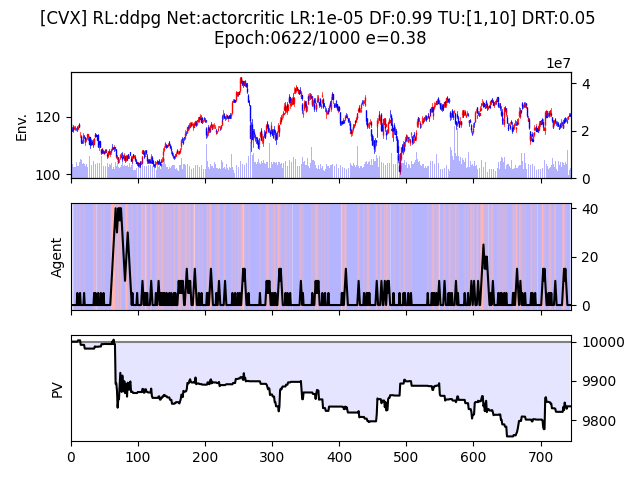 [CVX] RL:ddpg Net:actorcritic LR:1e-05 DF:0.99 TU:[1,10] DRT:0.05
Epoch:0622/1000 e=0.38
1e7
Env.
120
100
4
2
0
Agent
40
20
0
PV
10000
9900
9800
0 100 200 300 400 500 600 700